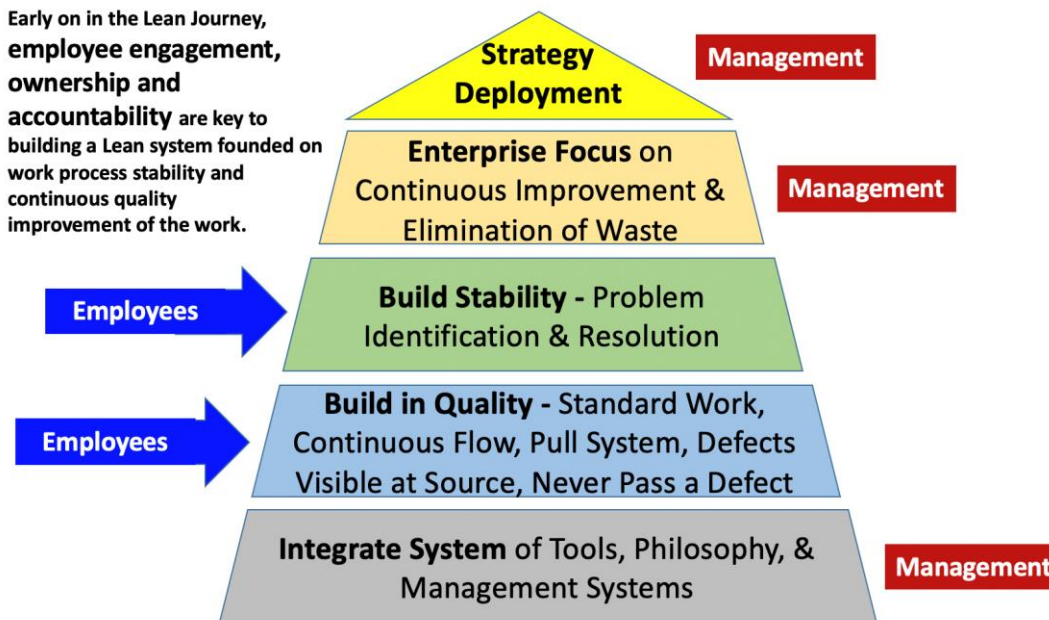 Early on in the Lean Journey,
employee engagement,
ownership and
accountability are key to
building a Lean system founded on
work process stability and
continuous quality
improvement of the work.
Strategy
Deployment
Management
Enterprise Focus on
Continuous Improvement &
Elimination of Waste
Management
Employees
Build Stability - Problem
Identification & Resolution
Employees
Build in Quality - Standard Work,
Continuous Flow, Pull System, Defects
Visible at Source, Never Pass a Defect
Integrate System of Tools, Philosophy, &
Management Systems
Management